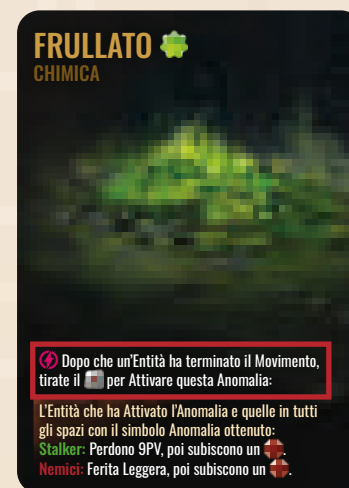 FRULLATO
CHIMICA
Dopo che un'Entità ha terminato il Movimento,
tirate il per Attivare questa Anomalia:
L'Entità che ha Attivato l'Anomalia e quelle in tutti
gli spazi con il simbolo Anomalia ottenuto:
Stalker: Perdono 9PV, poi subiscono un .
Nemici: Ferita Leggera, poi subiscono un .